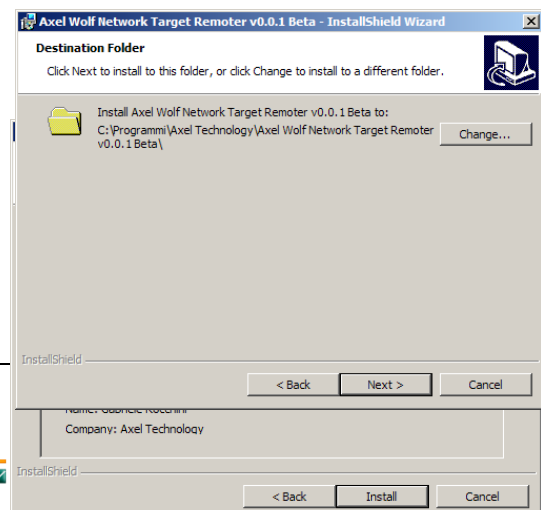 Axel Wolf Network Target Remoter v0.0.1 Beta - InstallShield Wizard
Destination Folder
Click Next to install to this folder, or click Change to install to a different folder.
Install Axel Wolf Network Target Remoter v0.0.1 Beta to:
C:\Programmi\Axel Technology\Axel Wolf Network Target Remoter
v0.0.1 Beta\
Change...
InstallShield
< Back
Next >
Cancel
Company: Axel Technology
InstallShield
< Back
Install
Cancel